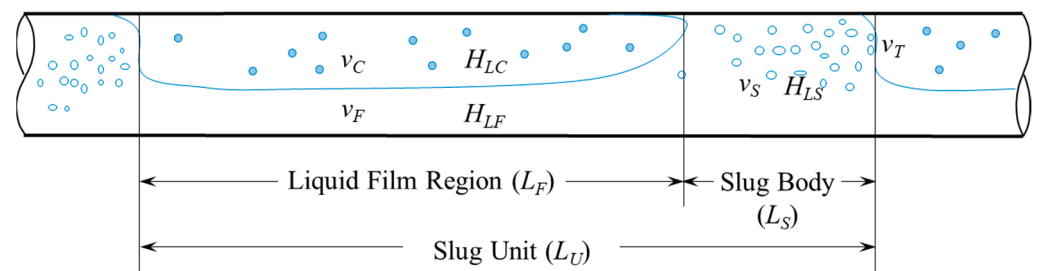 v_C H_LC v_S H_LS v_T
v_F H_LF
Liquid Film Region (L_F) Slug Body
(L_S)
Slug Unit (L_U)